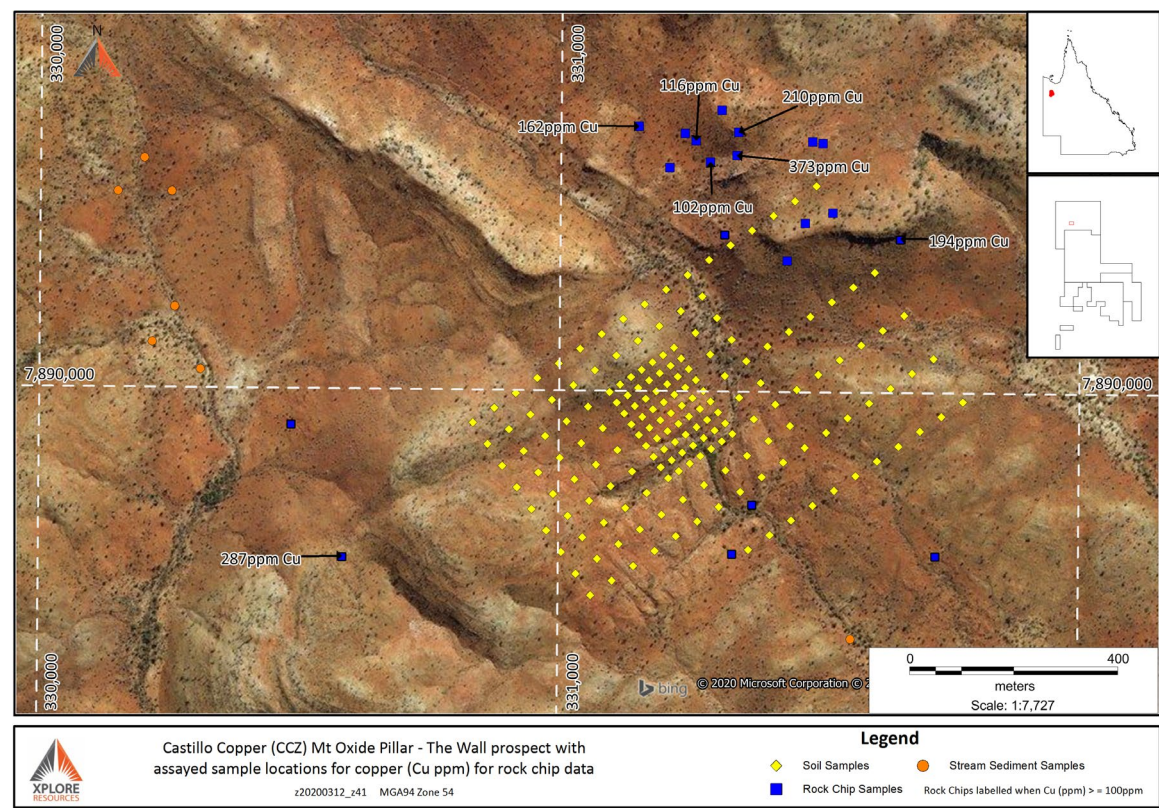 330,000
N
331,000
116ppm Cu
210ppm Cu
162ppm Cu
373ppm Cu
102ppm Cu
194ppm Cu
7,890,000
7,890,000
287ppm Cu
330,000
331,000
bing
© 2020 Microsoft Corporation © 2
0 400
meters
Scale: 1:7,727
XPLORE
RESOURCES
Castillo Copper (CCZ) Mt Oxide Pillar - The Wall prospect with
assayed sample locations for copper (Cu ppm) for rock chip data
z20200312_z41 MGA94 Zone 54
Legend
Soil Samples
Stream Sediment Samples
Rock Chip Samples
Rock Chips labelled when Cu (ppm) > = 100ppm